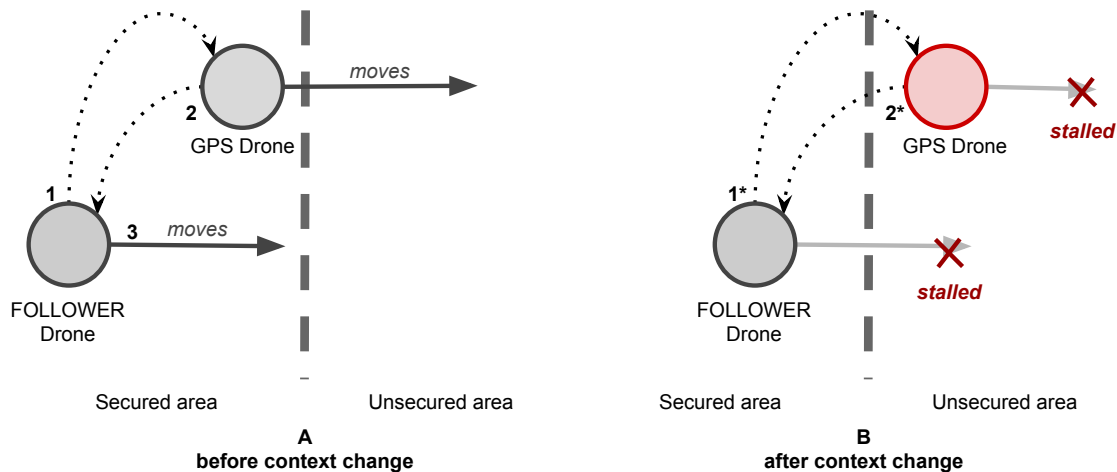 moves
2
GPS Drone
1
3
moves
FOLLOWER
Drone
Secured area
Unsecured area
A
before context change
2*
GPS Drone
stalled
1*
stalled
FOLLOWER
Drone
Secured area
Unsecured area
B
after context change